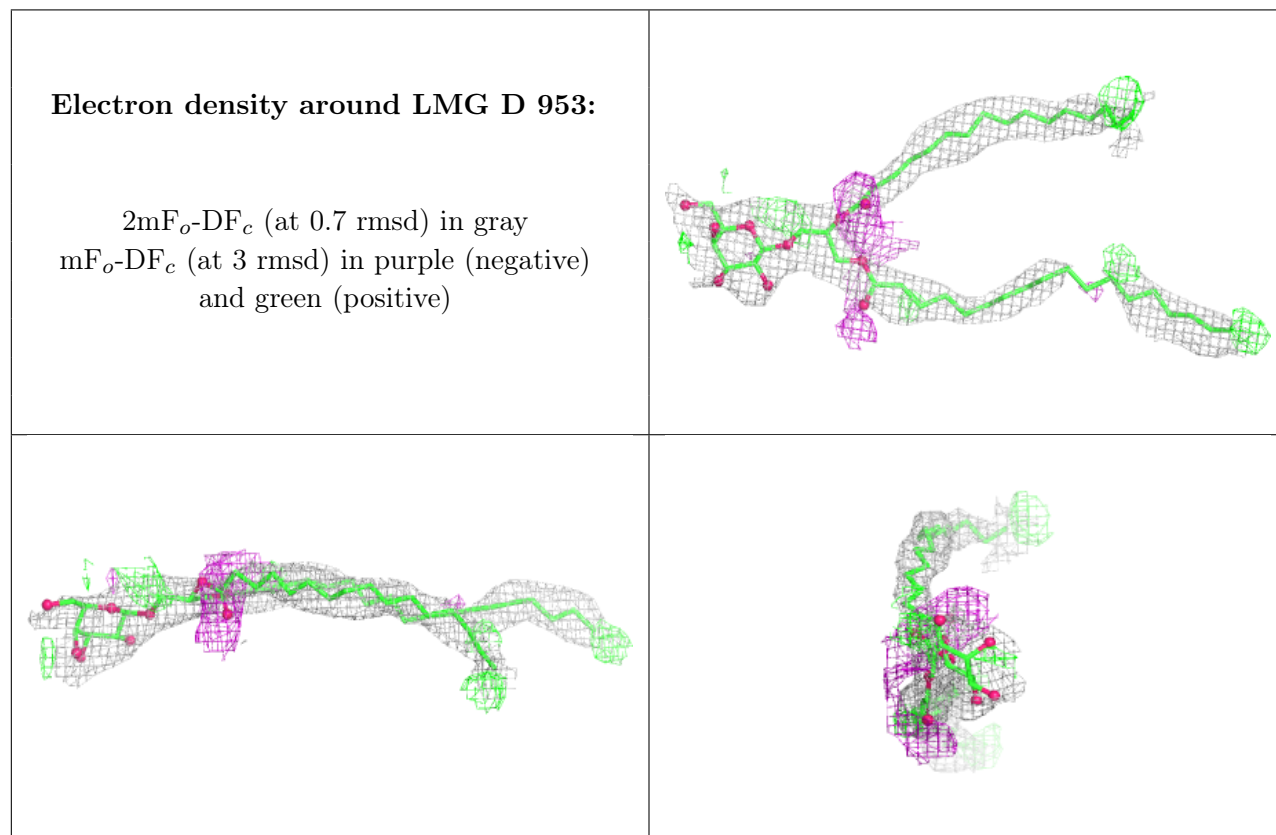 Electron density around LMG D 953:
2mFo-DFc (at 0.7 rmsd) in gray
mFo-DFc (at 3 rmsd) in purple (negative)
and green (positive)